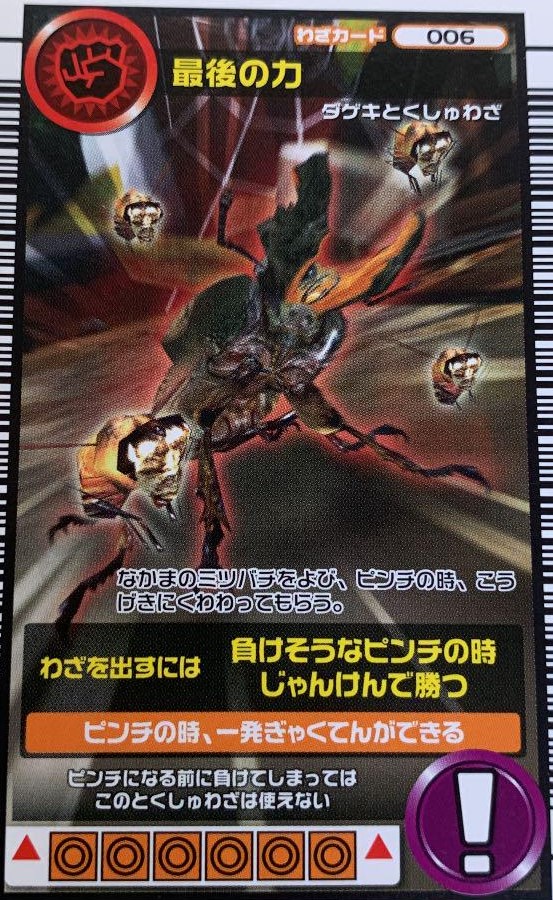 わざカード 006
最後の力
ダゲキとくしゅわざ
なかまのミツバチをよび、ピンチの時、こう
げきにくわわってもらう。
わざを出すには
負けそうなピンチの時
じゃんけんで勝つ
ピンチの時、一発ぎゃくてんができる
ピンチになる前に負けてしまっては
このとくしゅわざは使えない
!